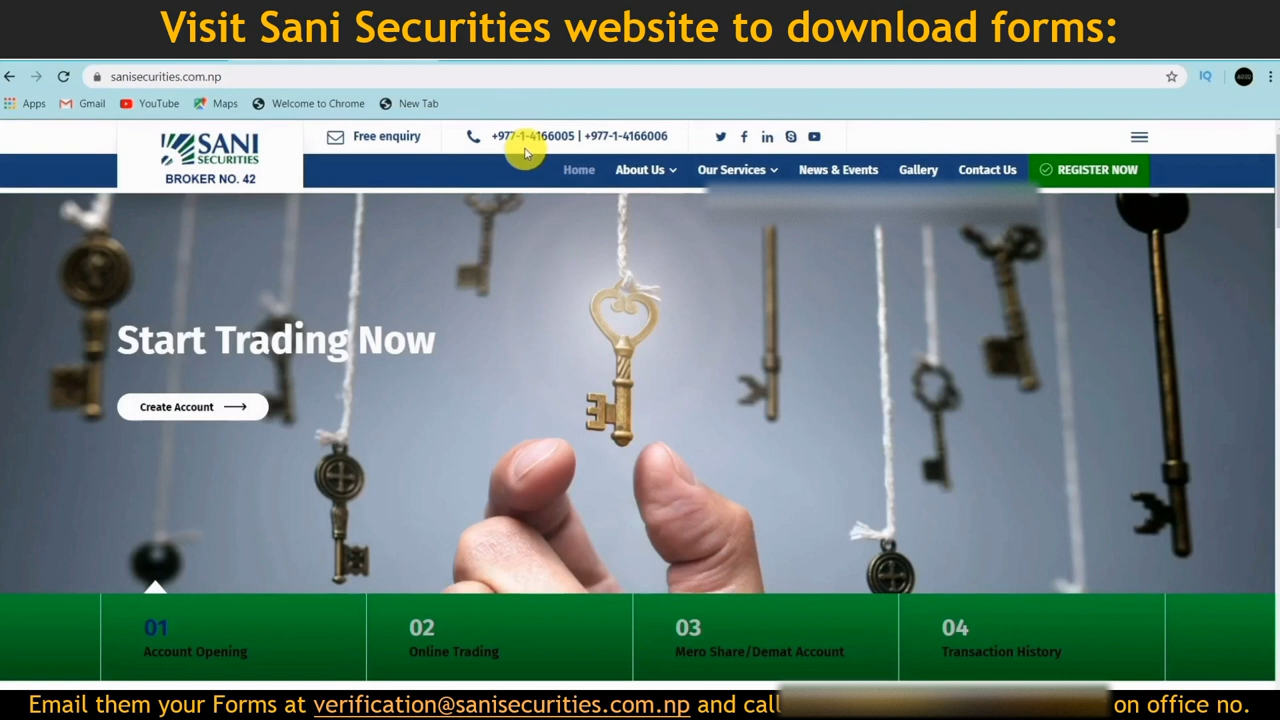 Visit Sani Securities website to download forms:
sanisecurities.com.np
IQ
Apps Gmail YouTube Maps Welcome to Chrome New Tab
SANI
SECURITIES
BROKER NO. 42
Free enquiry +977-1-4166005 | +977-1-4166006
Home About Us Our Services News & Events Gallery Contact Us REGISTER NOW
Start Trading Now
Create Account
01 02 03 04
Account Opening Online Trading Mero Share/Demat Account Transaction History
Email them your Forms at verification@sanisecurities.com.np and call on office no.